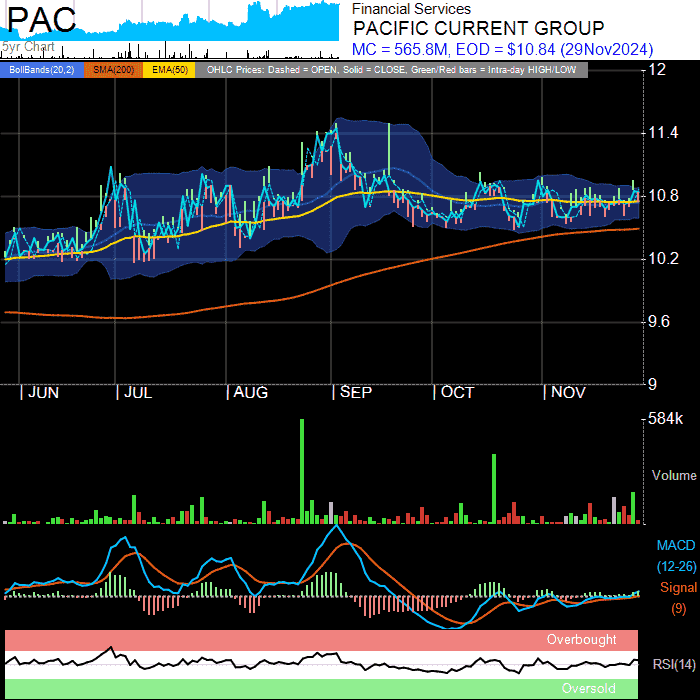 PAC
5yr Chart
Financial Services
PACIFIC CURRENT GROUP
MC = 565.8M, EOD = $10.84 (29Nov2024)
BollBands(20,2) SMA(200) EMA(50) OHLC Prices: Dashed = OPEN, Solid = CLOSE, Green/Red bars = Intra-day HIGH/LOW
12
11.4
10.8
10.2
9.6
9
| JUN | JUL | AUG | SEP | OCT | NOV
584k
Volume
MACD
(12-26)
Signal
(9)
Overbought
RSI(14)
Oversold